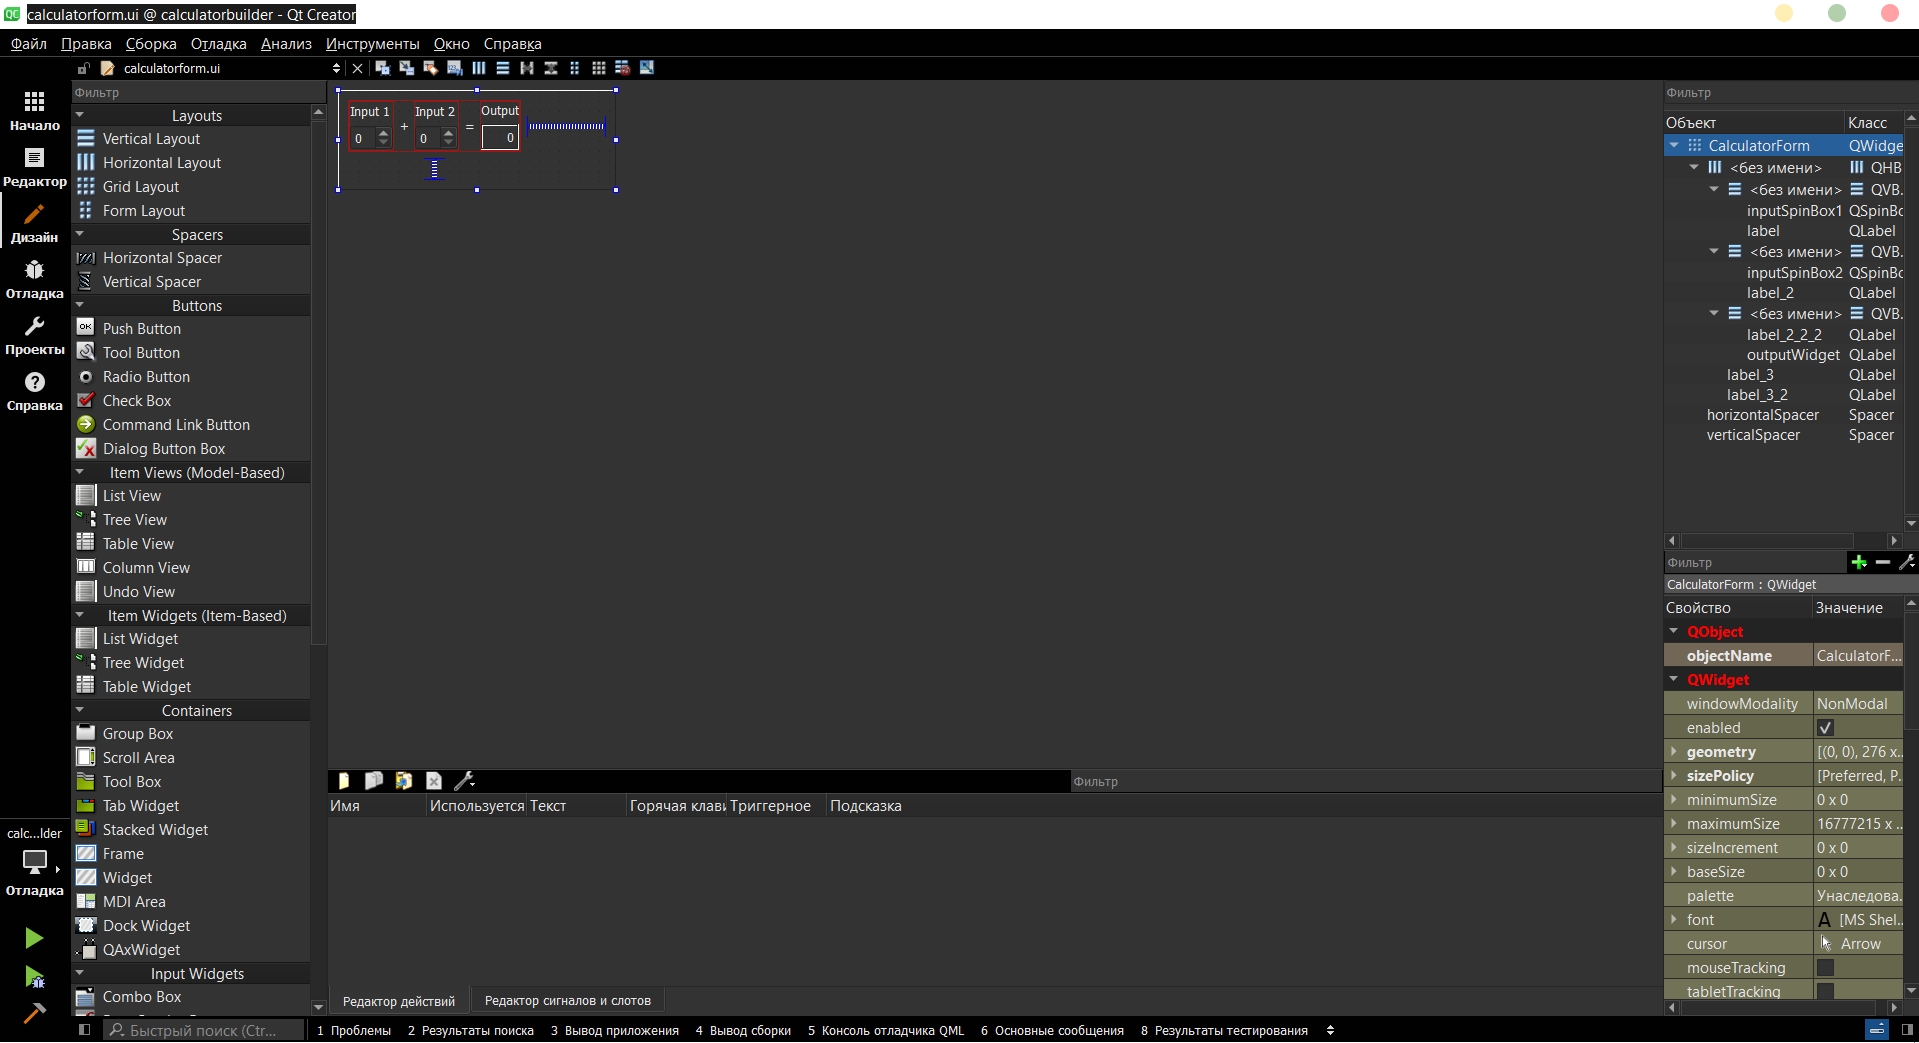 calculatorform.ui @ calculatorbuilder - Qt Creator
Файл Правка Сборка Отладка Анализ Инструменты Окно Справка
calculatorform.ui
Начало
Редактор
Дизайн
Отладка
Проекты
Справка
calc...lder
Отладка
Фильтр
Layouts
Vertical Layout
Horizontal Layout
Grid Layout
Form Layout
Spacers
Horizontal Spacer
Vertical Spacer
Buttons
Push Button
Tool Button
Radio Button
Check Box
Command Link Button
Dialog Button Box
Item Views (Model-Based)
List View
Tree View
Table View
Column View
Undo View
Item Widgets (Item-Based)
List Widget
Tree Widget
Table Widget
Containers
Group Box
Scroll Area
Tool Box
Tab Widget
Stacked Widget
Frame
Widget
MDI Area
Dock Widget
QAxWidget
Input Widgets
Combo Box
Input 1 Input 2 Output
0 + 0 = 0
Фильтр
Имя Используется Текст Горячая клави Триггерное Подсказка
Редактор действий Редактор сигналов и слотов
Фильтр
Объект Класс
CalculatorForm QWidge
<без имени> QHB
<без имени> QVB.
inputSpinBox1 QSpinBo
label QLabel
<без имени> QVB.
inputSpinBox2 QSpinBo
label_2 QLabel
<без имени> QVB.
label_2_2_2 QLabel
outputWidget QLabel
label_3 QLabel
label_3_2 QLabel
horizontalSpacer Spacer
verticalSpacer Spacer
Фильтр
CalculatorForm : QWidget
Свойство Значение
QObject
objectName CalculatorF...
QWidget
windowModality NonModal
enabled
geometry [(0, 0), 276 x...
sizePolicy [Preferred, P...
minimumSize 0 x 0
maximumSize 16777215 x ...
sizeIncrement 0 x 0
baseSize 0 x 0
palette Унаследова...
font A [MS Shel...
cursor Arrow
mouseTracking
tabletTracking
Быстрый поиск (Ctr... 1 Проблемы 2 Результаты поиска 3 Вывод приложения 4 Вывод сборки 5 Консоль отладчика QML 6 Основные сообщения 8 Результаты тестирования